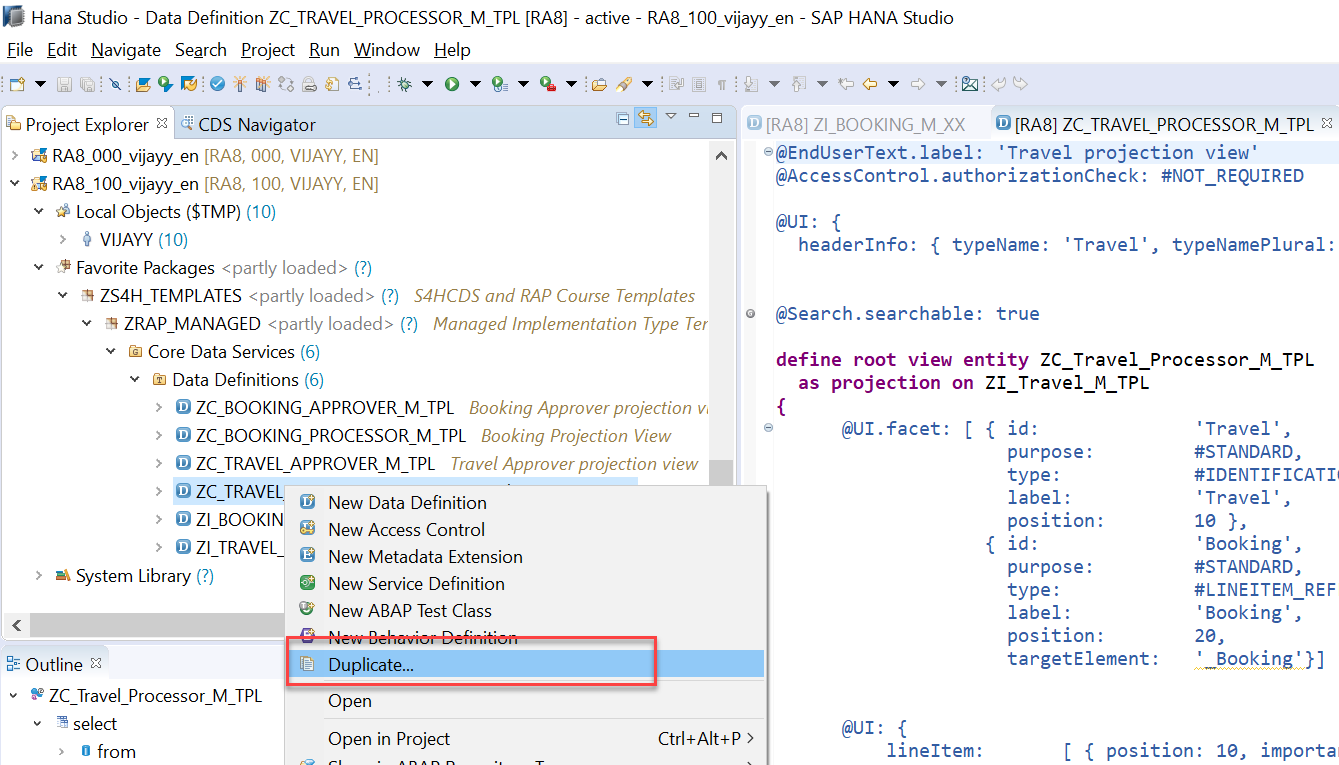 Hana Studio - Data Definition ZC_TRAVEL_PROCESSOR_M_TPL [RA8] - active - RA8_100_vijayy_en - SAP HANA Studio
File Edit Navigate Search Project Run Window Help
Project Explorer CDS Navigator
RA8_000_vijayy_en [RA8, 000, VIJAYY, EN]
RA8_100_vijayy_en [RA8, 100, VIJAYY, EN]
Local Objects ($TMP) (10)
VIJAYY (10)
Favorite Packages <partly loaded> (?)
ZS4H_TEMPLATES <partly loaded> (?) S4HCDS and RAP Course Templates
ZRAP_MANAGED <partly loaded> (?) Managed Implementation Type Ter
Core Data Services (6)
Data Definitions (6)
ZC_BOOKING_APPROVER_M_TPL Booking Approver projection vi
ZC_BOOKING_PROCESSOR_M_TPL Booking Projection View
ZC_TRAVEL_APPROVER_M_TPL Travel Approver projection view
ZC_TRAVEL_
ZI_BOOKIN
ZI_TRAVEL_
System Library (?)
New Data Definition
New Access Control
New Metadata Extension
New Service Definition
New ABAP Test Class
New Behavior Definition
Duplicate...
Open
Open in Project Ctrl+Alt+P
Outline
ZC_Travel_Processor_M_TPL
select
from
[RA8] ZI_BOOKING_M_XX [RA8] ZC_TRAVEL_PROCESSOR_M_TPL
@EndUserText.label: 'Travel projection view'
@AccessControl.authorizationCheck: #NOT_REQUIRED
@UI: {
headerInfo: { typeName: 'Travel', typeNamePlural:
@Search.searchable: true
define root view entity ZC_Travel_Processor_M_TPL
as projection on ZI_Travel_M_TPL
{
@UI.facet: [ { id: 'Travel',
purpose: #STANDARD,
type: #IDENTIFICATIO
label: 'Travel',
position: 10 },
{ id: 'Booking',
purpose: #STANDARD,
type: #LINEITEM_REF
label: 'Booking',
position: 20,
targetElement: '_Booking'}]
@UI: {
lineItem: [ { position: 10, importa